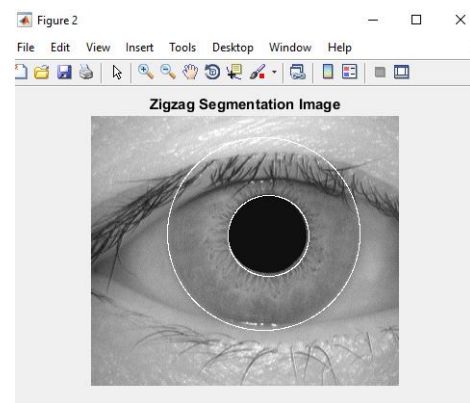 Figure 2
File Edit View Insert Tools Desktop Window Help
Zigzag Segmentation Image